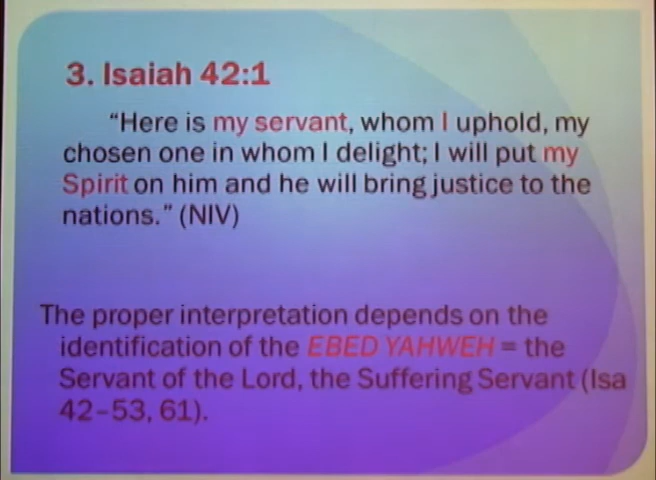 3. Isaiah 42:1
“Here is my servant, whom I uphold, my
chosen one in whom I delight; I will put my
Spirit on him and he will bring justice to the
nations.” (NIV)
The proper interpretation depends on the
identification of the EBED YAHWEH = the
Servant of the Lord, the Suffering Servant (Isa
42–53, 61).